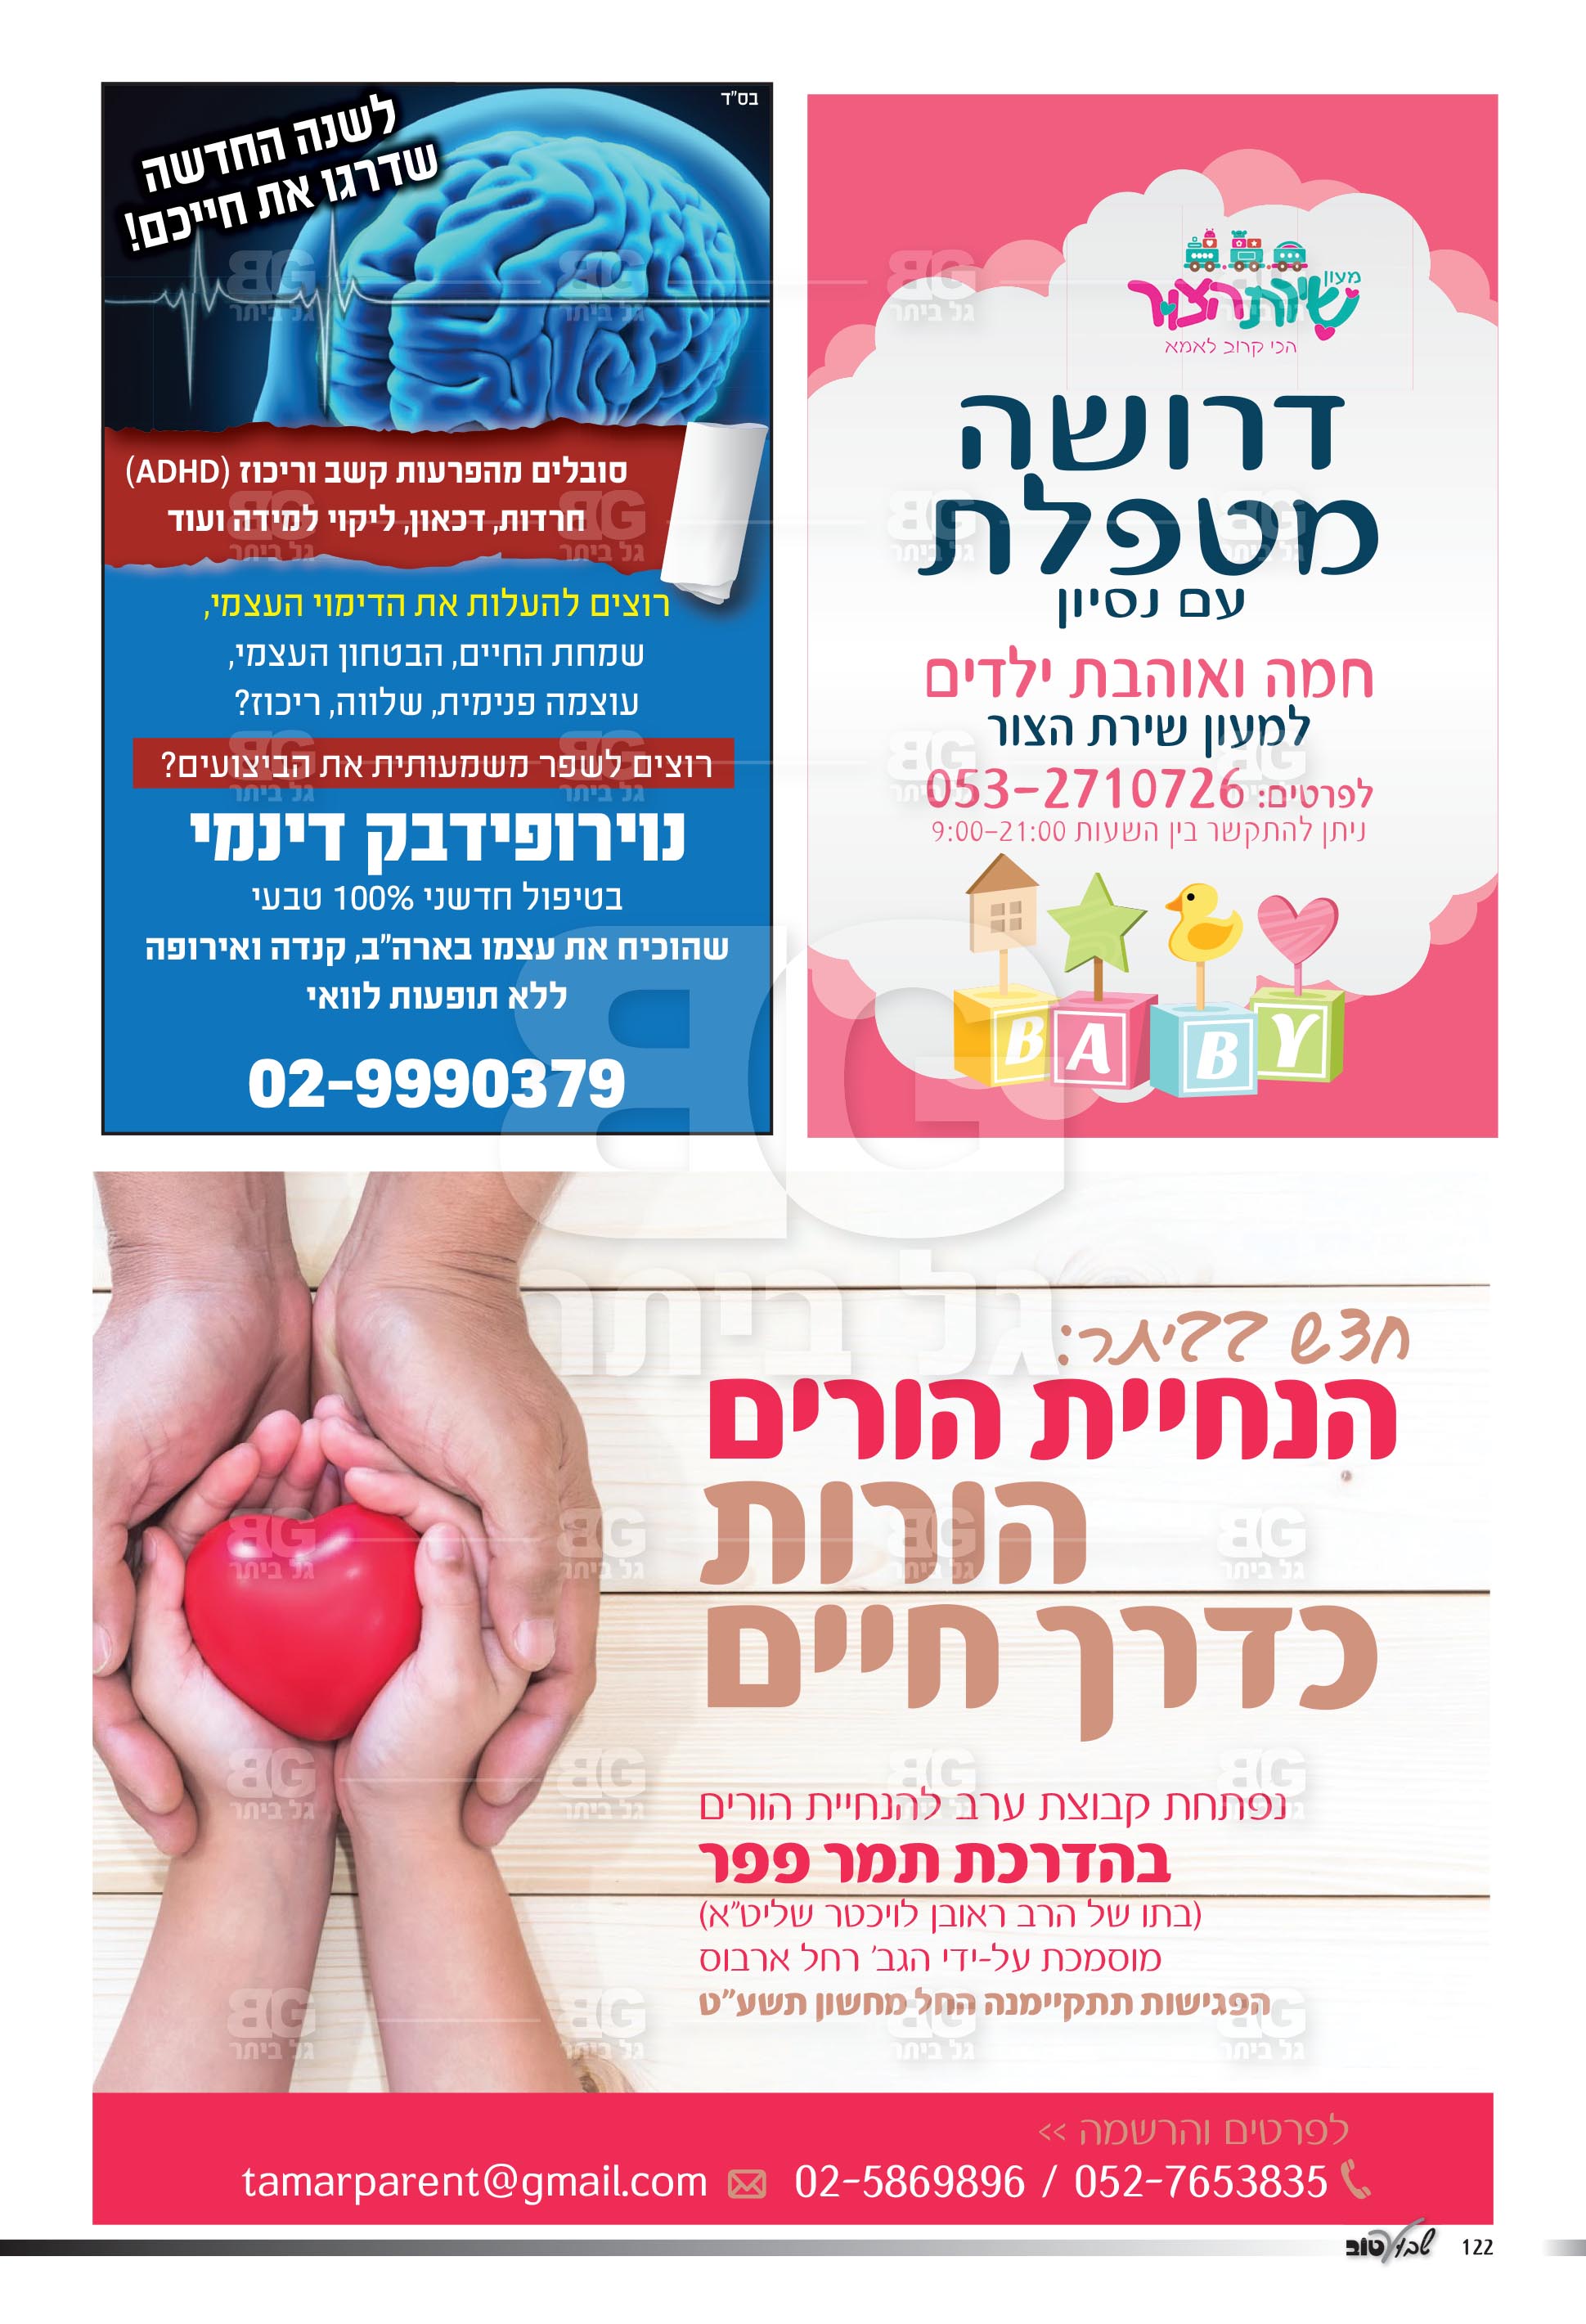 מעון
שירת הצור
הכי קרוב לאמא
דרושה
מטפלת
עם נסיון
חמה ואוהבת ילדים
למעון שירת הצור
לפרטים: 053-2710726
ניתן להתקשר בין השעות 9:00-21:00
BABY
בס"ד
לשנה החדשה
שדרגו את חייכם!
סובלים מהפרעות קשב וריכוז (ADHD)
חרדות, דכאון, ליקוי למידה ועוד
רוצים להעלות את הדימוי העצמי,
שמחת החיים, הבטחון העצמי,
עוצמה פנימית, שלווה, ריכוז?
רוצים לשפר משמעותית את הביצועים?
נוירופידבק דינמי
בטיפול חדשני 100% טבעי
שהוכיח את עצמו בארה"ב, קנדה ואירופה
ללא תופעות לוואי
02-9990379
BG
גל ביתר
חדש בביתר:
הנחיית הורים
הורות
כדרך חיים
נפתחת קבוצת ערב להנחיית הורים
בהדרכת תמר פפר
(בתו של הרב ראובן לויכטר שליט"א)
מוסמכת על-ידי הגב' רחל ארבוס
הפגישות תתקיימנה החל מחשון תשע"ט
לפרטים והרשמה >>
052-7653835 / 02-5869896 tamarparent@gmail.com
122 שבוע טוב